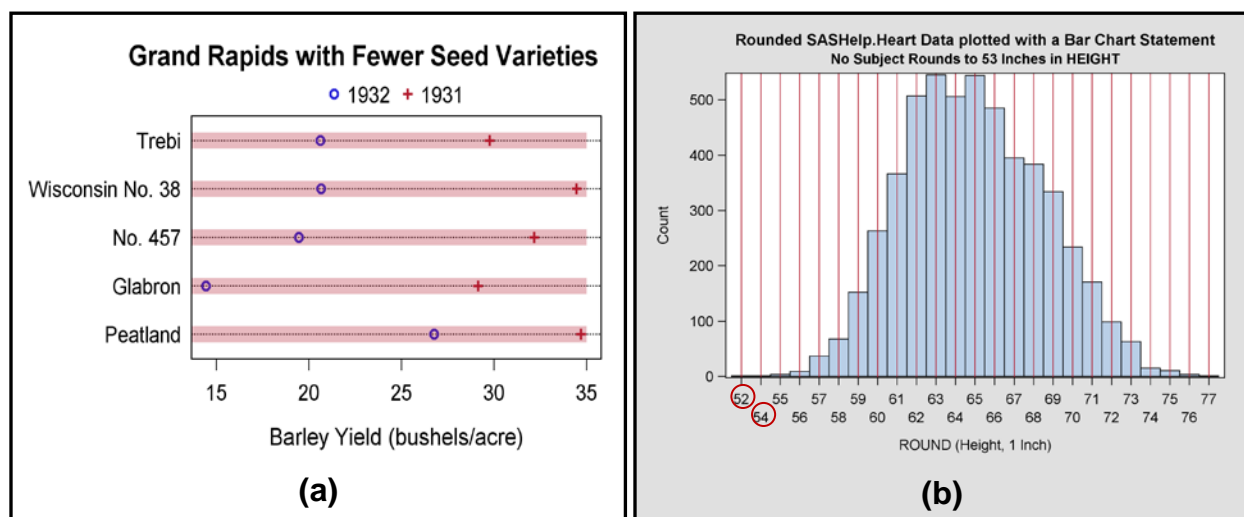 Grand Rapids with Fewer Seed Varieties
o 1932 + 1931
Trebi
Wisconsin No. 38
No. 457
Glabron
Peatland
15 20 25 30 35
Barley Yield (bushels/acre)
(a)
Rounded SASHelp.Heart Data plotted with a Bar Chart Statement
No Subject Rounds to 53 Inches in HEIGHT
500
400
300
200
100
0
Count
52 55 57 59 61 63 65 67 69 71 73 75 77
54 56 58 60 62 64 66 68 70 72 74 76
ROUND (Height, 1 Inch)
(b)